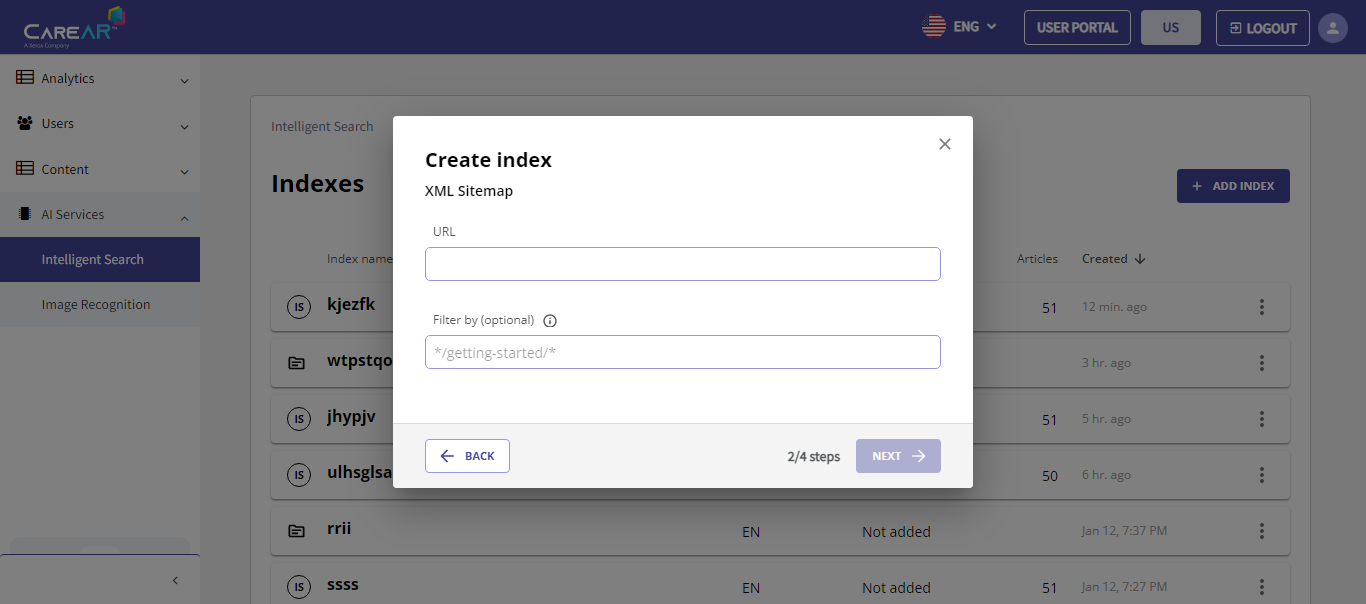 CAREAR™
A Xerox Company
ENG
USER PORTAL
US
LOGOUT
Analytics
Users
Content
AI Services
Intelligent Search
Image Recognition
Intelligent Search
Indexes
+ ADD INDEX
Index name
Articles
Created
IS kjezfk 51 12 min. ago
wtpstqo 3 hr. ago
IS jhypjv 51 5 hr. ago
IS ulhsglsa 50 6 hr. ago
rrii EN Not added Jan 12, 7:37 PM
IS ssss EN Not added 51 Jan 12, 7:27 PM
Create index
XML Sitemap
URL
Filter by (optional)
*/getting-started/*
BACK
2/4 steps
NEXT